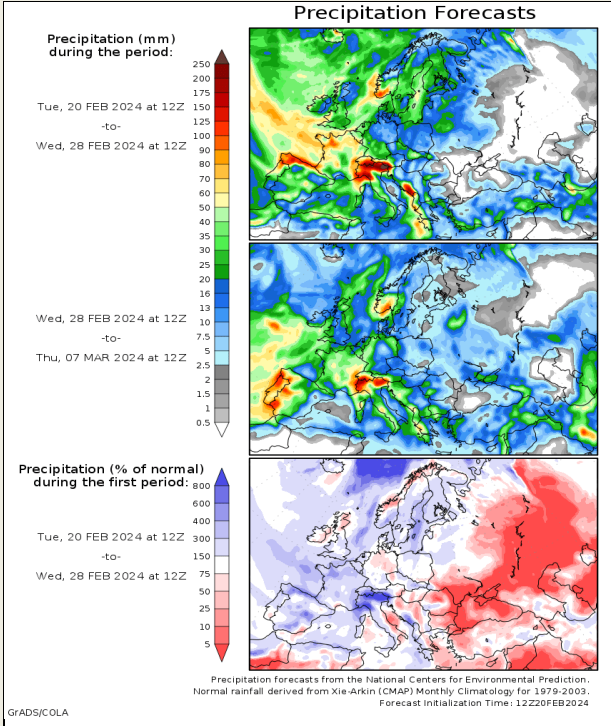 Precipitation Forecasts
Precipitation (mm)
during the period:
Tue, 20 FEB 2024 at 12Z
-to-
Wed, 28 FEB 2024 at 12Z
250
200
175
150
125
100
90
80
70
60
50
40
35
30
25
20
16
13
10
7.5
5
2.5
2
1.5
1
0.5
Wed, 28 FEB 2024 at 12Z
-to-
Thu, 07 MAR 2024 at 12Z
Precipitation (% of normal)
during the first period:
Tue, 20 FEB 2024 at 12Z
-to-
Wed, 28 FEB 2024 at 12Z
800
600
400
300
150
75
50
25
10
5
Precipitation forecasts from the National Centers for Environmental Prediction.
Normal rainfall derived from Xie-Arkin (CMAP) Monthly Climatology for 1979-2003.
Forecast Initialization Time: 12Z20FEB2024
GrADS/COLA